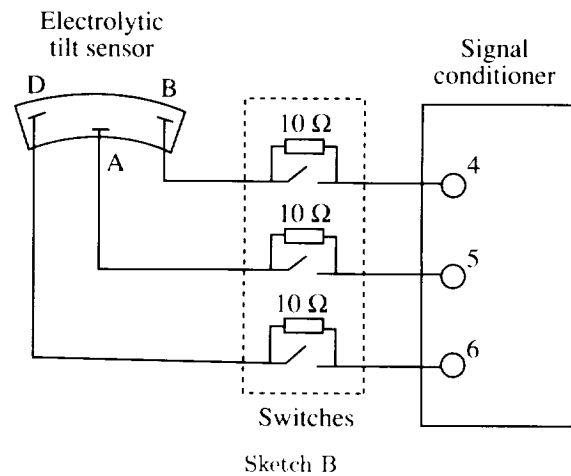 Electrolytic
tilt sensor
Signal
conditioner
D
B
A
10 Ω
4
10 Ω
5
10 Ω
6
Switches
Sketch B